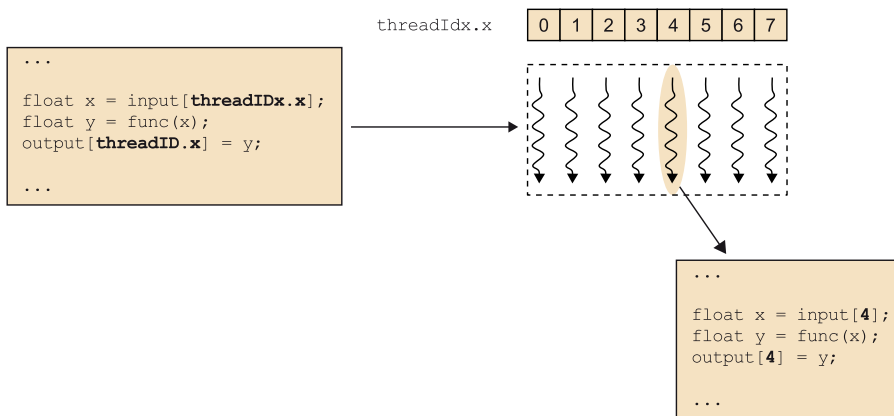 threadIdx.x 0 1 2 3 4 5 6 7
...
float x = input[threadIDx.x];
float y = func(x);
output[threadID.x] = y;
...
...
float x = input[4];
float y = func(x);
output[4] = y;
...